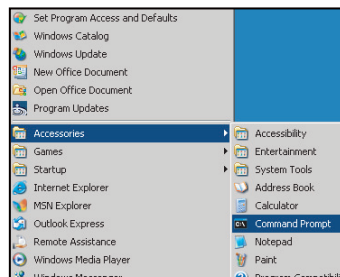 Set Program Access and Defaults
Windows Catalog
Windows Update
New Office Document
Open Office Document
Program Updates
Accessories
Games
Startup
Internet Explorer
MSN Explorer
Outlook Express
Remote Assistance
Windows Media Player
Windows Messenger
Accessibility
Entertainment
System Tools
Address Book
Calculator
Command Prompt
Notepad
Paint